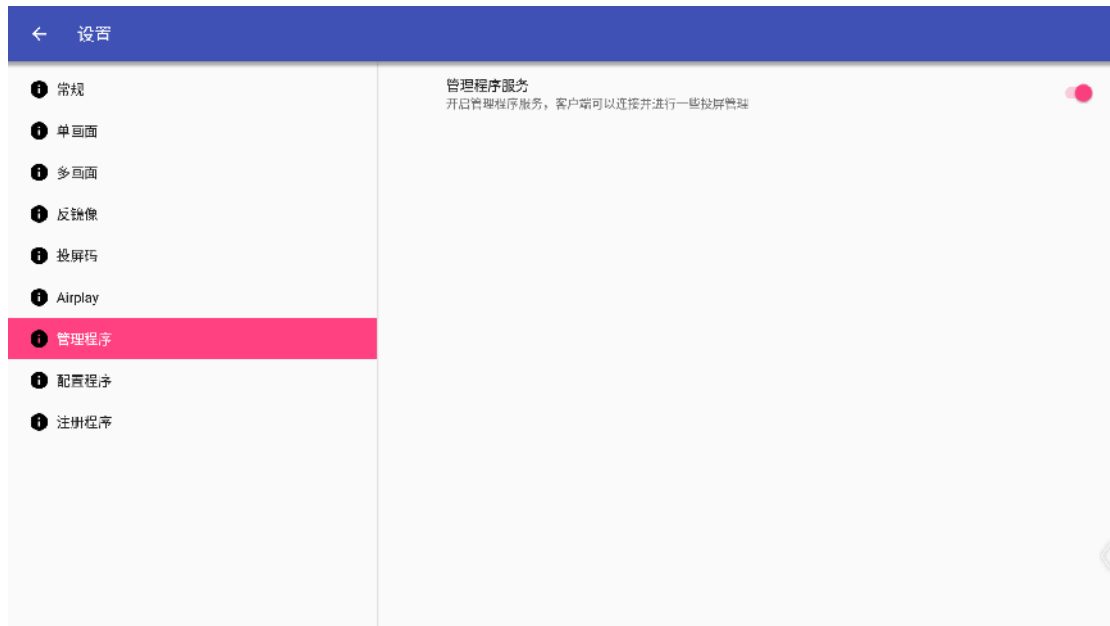 设置
常规
单画面
多画面
反镜像
投屏码
Airplay
管理程序
配置程序
注册程序
管理程序服务
开启管理程序服务，客户端可以连接并进行一些投屏管理